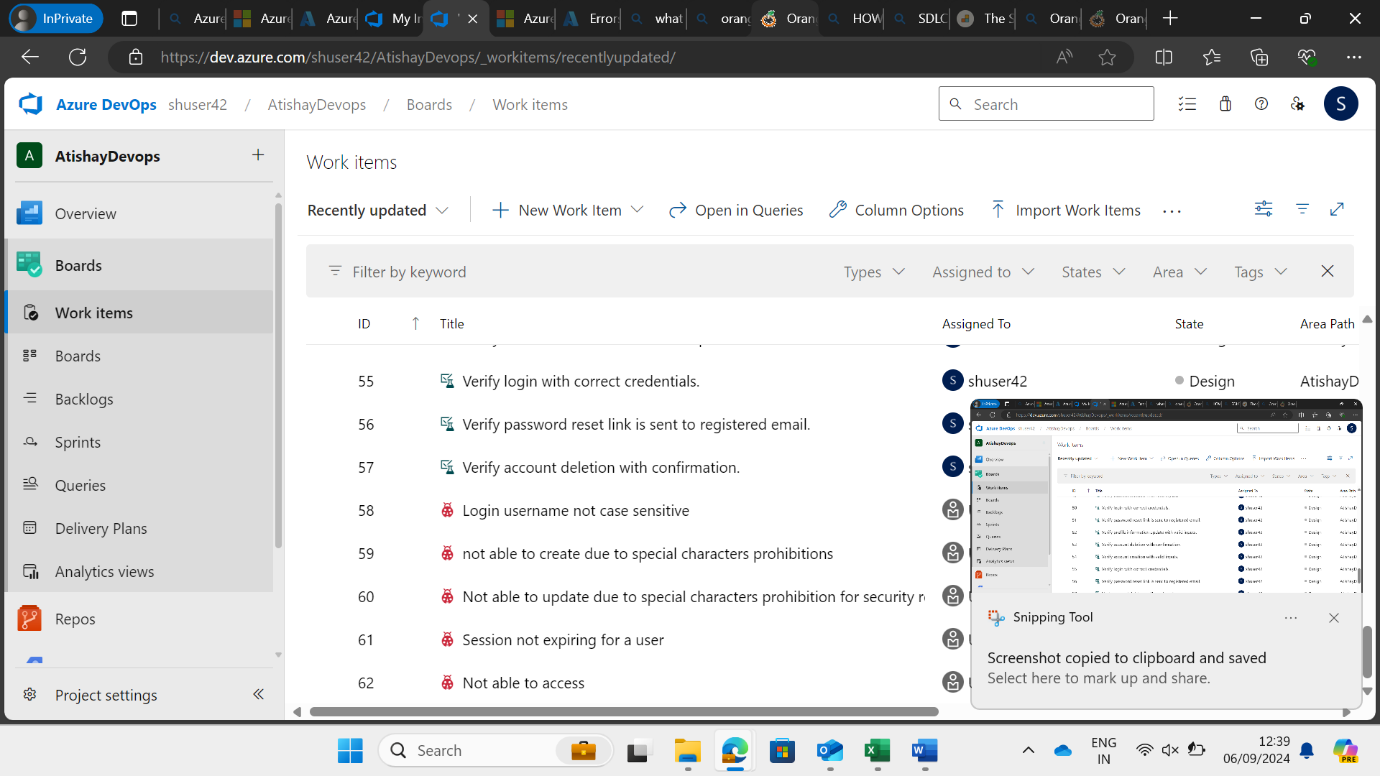 InPrivate
Azure
Azure
Azure
My In
Azure
Error:
what
orang
Oran
HOW
SDLC
The S
Oran
Oran
https://dev.azure.com/shuser42/AtishayDevops/_workitems/recentlyupdated/
Azure DevOps shuser42 / AtishayDevops / Boards / Work items
Search
S
A AtishayDevops
Work items
Overview
Recently updated
New Work Item
Open in Queries
Column Options
Import Work Items
Boards
Filter by keyword
Types
Assigned to
States
Area
Tags
Work items
ID Title Assigned To State Area Path
Boards
55 Verify login with correct credentials. S shuser42 Design AtishayD
Backlogs
56 Verify password reset link is sent to registered email. S
Sprints
57 Verify account deletion with confirmation. S
Queries
58 Login username not case sensitive
Delivery Plans
59 not able to create due to special characters prohibitions
Analytics views
60 Not able to update due to special characters prohibition for security r
Repos
61 Session not expiring for a user
62 Not able to access
Project settings
Snipping Tool
Screenshot copied to clipboard and saved
Select here to mark up and share.
Search
ENG
IN
12:39
06/09/2024
PRE